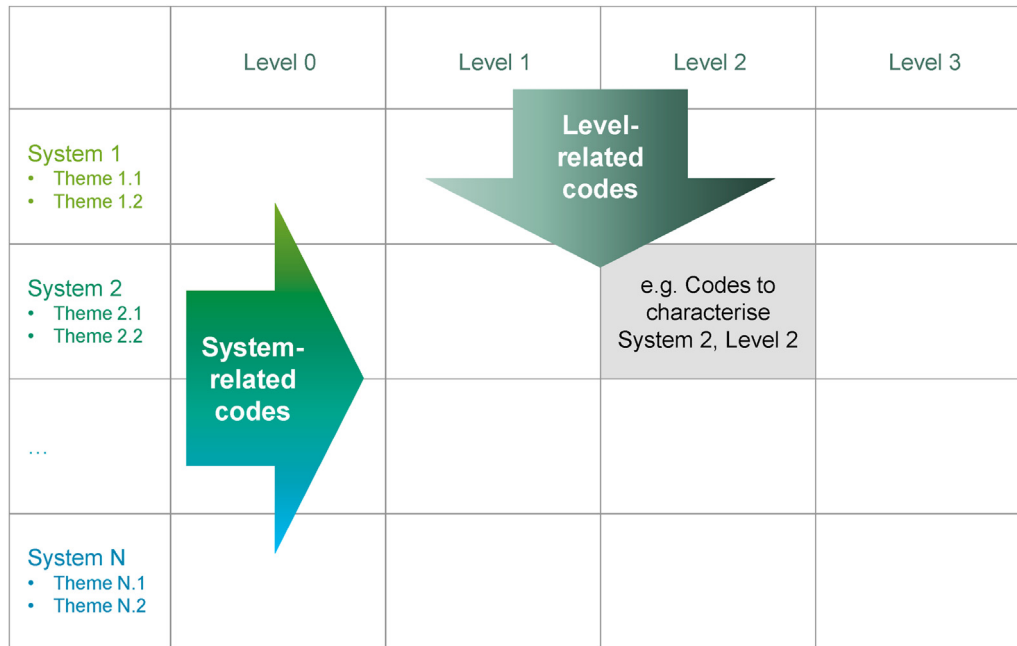 Level 0
Level 1
Level 2
Level 3
Level-
related
codes
System 1
• Theme 1.1
• Theme 1.2
System 2
• Theme 2.1
• Theme 2.2
e.g. Codes to
characterise
System 2, Level 2
System-
related
codes
...
System N
• Theme N.1
• Theme N.2